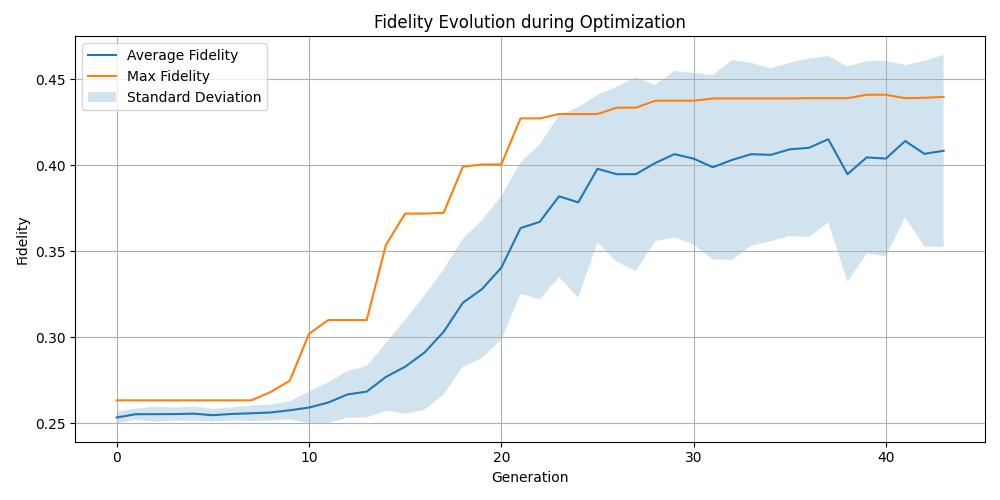 Fidelity Evolution during Optimization
Average Fidelity
Max Fidelity
Standard Deviation
Fidelity
0.45
0.40
0.35
0.30
0.25
0 10 20 30 40
Generation